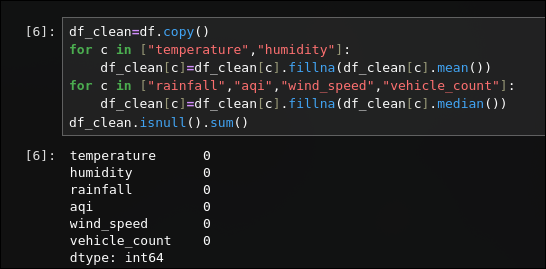 [6]: df_clean=df.copy()
for c in ["temperature","humidity"]:
    df_clean[c]=df_clean[c].fillna(df_clean[c].mean())
for c in ["rainfall","aqi","wind_speed","vehicle_count"]:
    df_clean[c]=df_clean[c].fillna(df_clean[c].median())
df_clean.isnull().sum()
[6]: temperature      0
humidity         0
rainfall         0
aqi              0
wind_speed       0
vehicle_count    0
dtype: int64